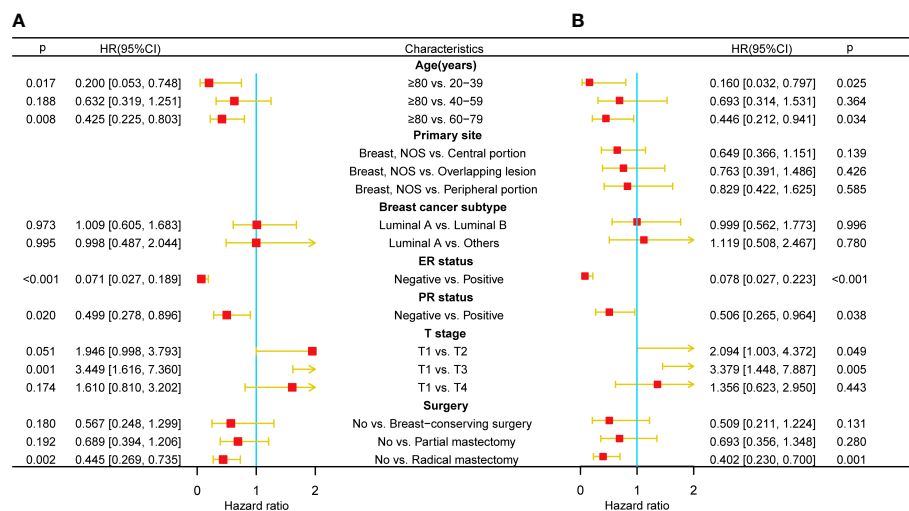 A B
p HR(95%CI) Characteristics HR(95%CI) p
Age(years)
0.017 0.200 [0.053, 0.748] ≥80 vs. 20−39 0.160 [0.032, 0.797] 0.025
0.188 0.632 [0.319, 1.251] ≥80 vs. 40−59 0.693 [0.314, 1.531] 0.364
0.008 0.425 [0.225, 0.803] ≥80 vs. 60−79 0.446 [0.212, 0.941] 0.034
Primary site
Breast, NOS vs. Central portion 0.649 [0.366, 1.151] 0.139
Breast, NOS vs. Overlapping lesion 0.763 [0.391, 1.486] 0.426
Breast, NOS vs. Peripheral portion 0.829 [0.422, 1.625] 0.585
Breast cancer subtype
0.973 1.009 [0.605, 1.683] Luminal A vs. Luminal B 0.999 [0.562, 1.773] 0.996
0.995 0.998 [0.487, 2.044] Luminal A vs. Others 1.119 [0.508, 2.467] 0.780
ER status
<0.001 0.071 [0.027, 0.189] Negative vs. Positive 0.078 [0.027, 0.223] <0.001
PR status
0.020 0.499 [0.278, 0.896] Negative vs. Positive 0.506 [0.265, 0.964] 0.038
T stage
0.051 1.946 [0.998, 3.793] T1 vs. T2 2.094 [1.003, 4.372] 0.049
0.001 3.449 [1.616, 7.360] T1 vs. T3 3.379 [1.448, 7.887] 0.005
0.174 1.610 [0.810, 3.202] T1 vs. T4 1.356 [0.623, 2.950] 0.443
Surgery
0.180 0.567 [0.248, 1.299] No vs. Breast−conserving surgery 0.509 [0.211, 1.224] 0.131
0.192 0.689 [0.394, 1.206] No vs. Partial mastectomy 0.693 [0.356, 1.348] 0.280
0.002 0.445 [0.269, 0.735] No vs. Radical mastectomy 0.402 [0.230, 0.700] 0.001
0 1 2 0 1 2
Hazard ratio Hazard ratio